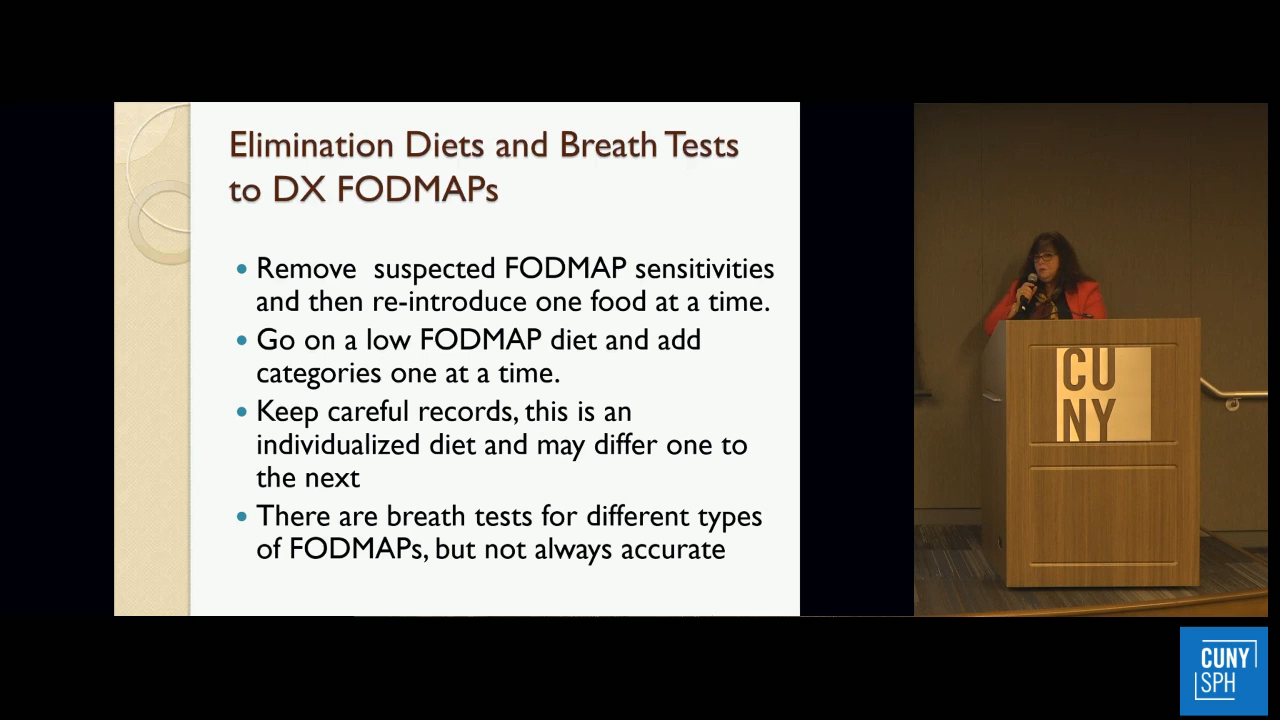 Elimination Diets and Breath Tests
to DX FODMAPs
• Remove suspected FODMAP sensitivities
and then re-introduce one food at a time.
• Go on a low FODMAP diet and add
categories one at a time.
• Keep careful records, this is an
individualized diet and may differ one to
the next
• There are breath tests for different types
of FODMAPs, but not always accurate
CU
NY
CUNY
SPH